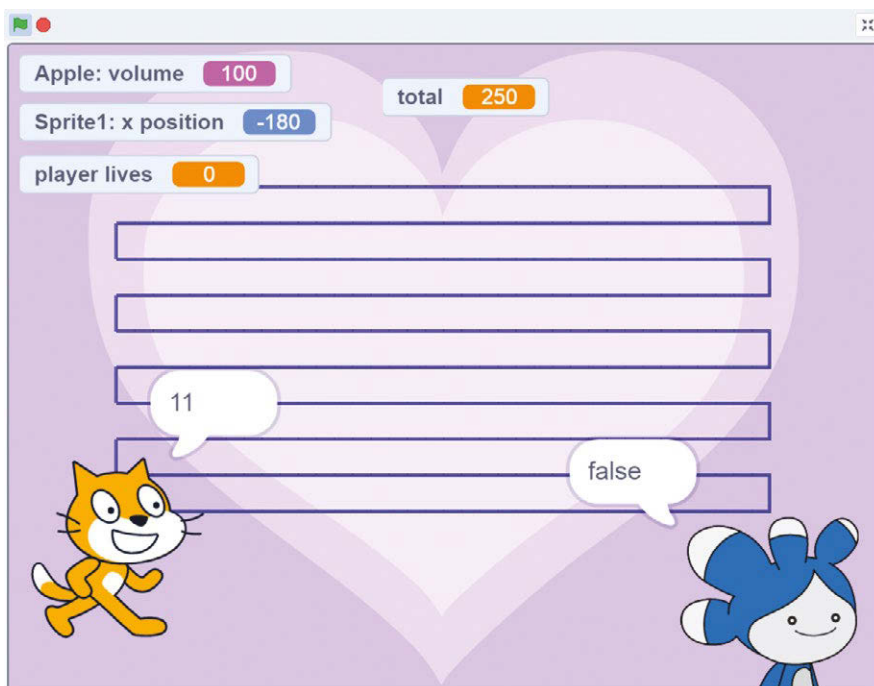 Apple: volume 100
total 250
Sprite1: x position -180
player lives 0
11
false